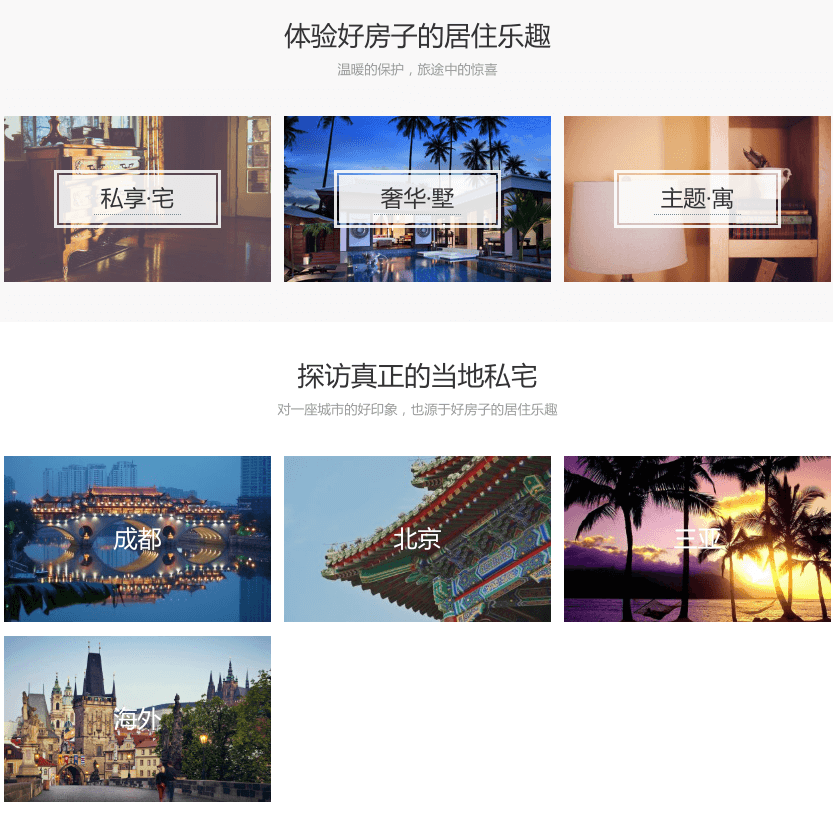 体验好房子的居住乐趣
温暖的保护，旅途中的惊喜
私享·宅
奢华·墅
主题·寓
探访真正的当地私宅
对一座城市的好印象，也源于好房子的居住乐趣
成都
北京
三亚
海外